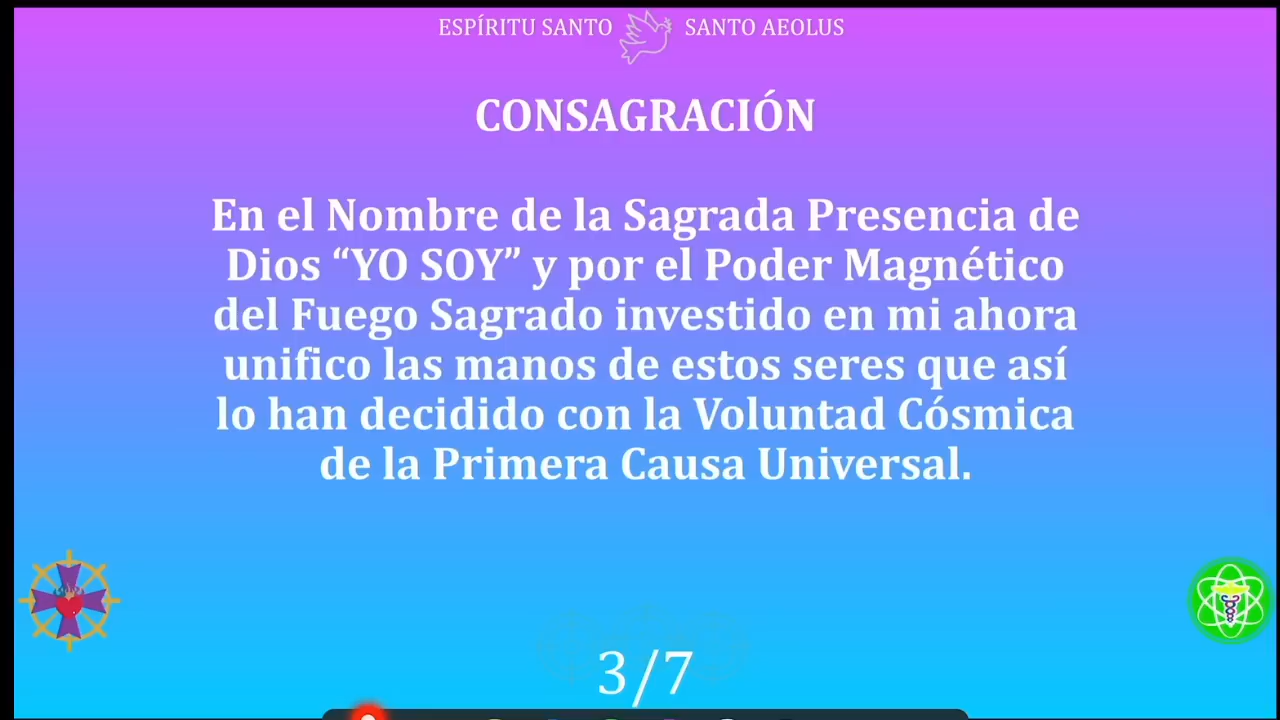 ESPÍRITU SANTO SANTO AEOLUS
CONSAGRACIÓN
En el Nombre de la Sagrada Presencia de
Dios “YO SOY” y por el Poder Magnético
del Fuego Sagrado investido en mi ahora
unifico las manos de estos seres que así
lo han decidido con la Voluntad Cósmica
de la Primera Causa Universal.
3/7